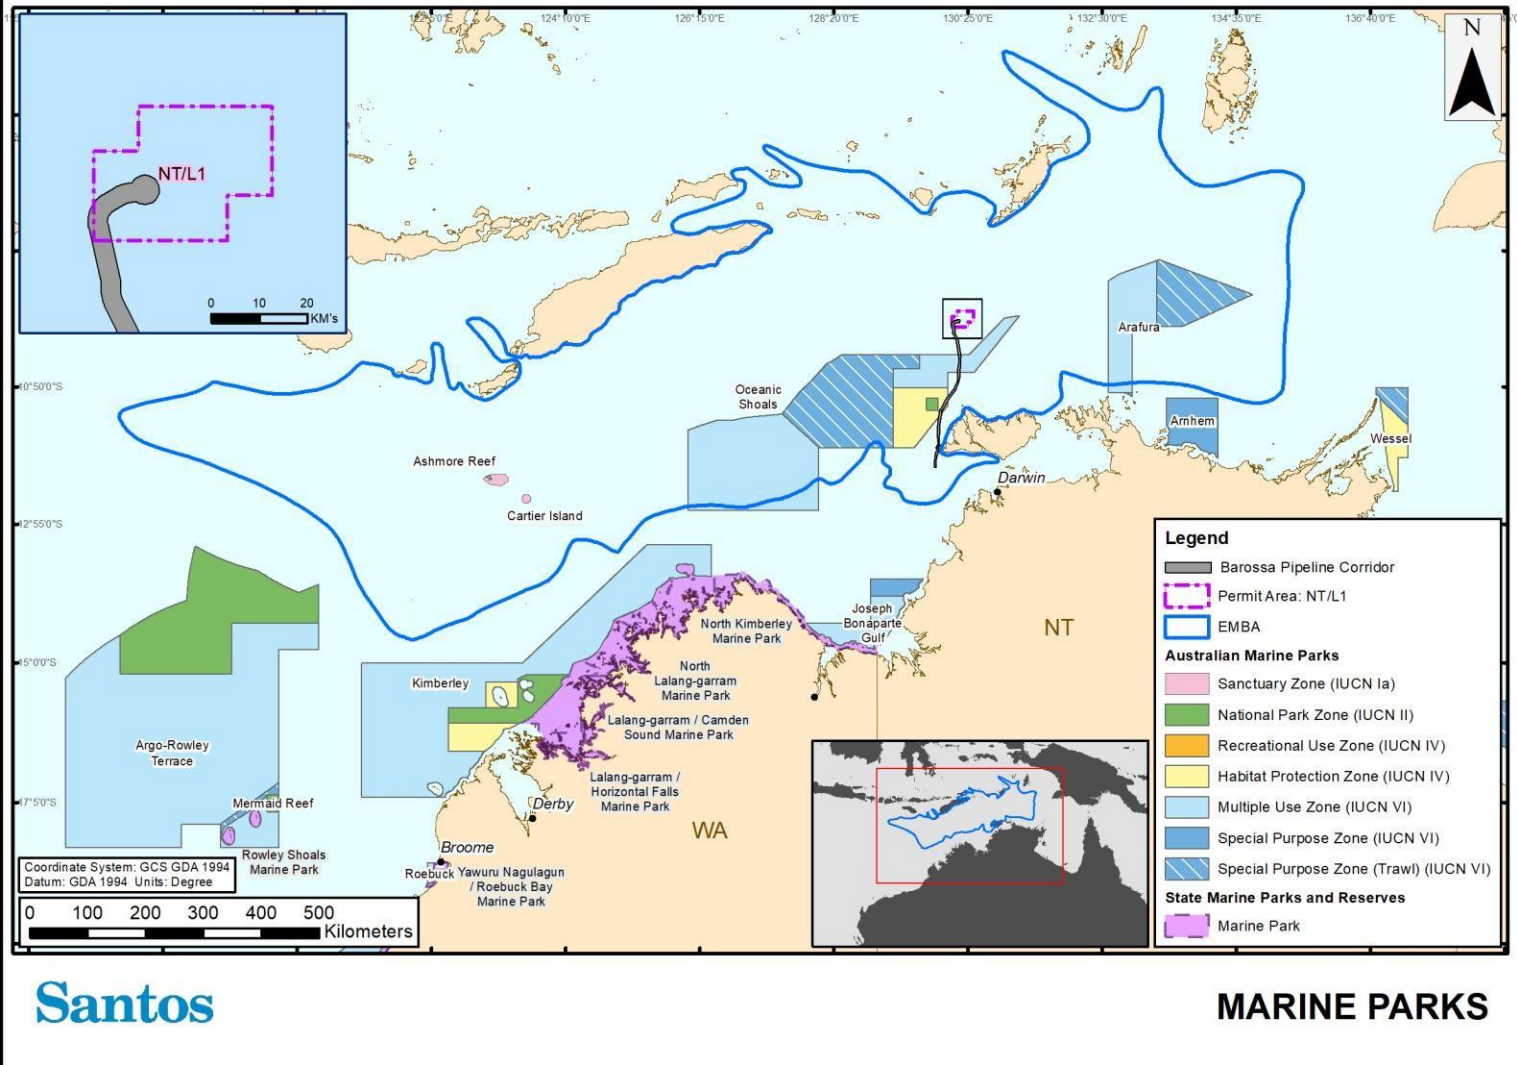 122°5'0"E
124°10'0"E
126°15'0"E
128°20'0"E
130°25'0"E
132°30'0"E
134°35'0"E
136°40'0"E
N
NT/L1
0 10 20
KM's
10°50'0"S
12°55'0"S
15°0'0"S
17°5'0"S
Arafura
Oceanic
Shoals
Arnhem
Wessel
Ashmore Reef
Cartier Island
Darwin
Joseph
Bonaparte
Gulf
NT
North Kimberley
Marine Park
North
Lalang-garram
Marine Park
Kimberley
Lalang-garram / Camden
Sound Marine Park
Lalang-garram /
Horizontal Falls
Marine Park
Argo-Rowley
Terrace
Mermaid Reef
Rowley Shoals
Marine Park
Derby
WA
Broome
Roebuck
Yawuru Nagulagun
/ Roebuck Bay
Marine Park
Coordinate System: GCS GDA 1994
Datum: GDA 1994 Units: Degree
0 100 200 300 400 500
Kilometers
Legend
Barossa Pipeline Corridor
Permit Area: NT/L1
EMBA
Australian Marine Parks
Sanctuary Zone (IUCN Ia)
National Park Zone (IUCN II)
Recreational Use Zone (IUCN IV)
Habitat Protection Zone (IUCN IV)
Multiple Use Zone (IUCN VI)
Special Purpose Zone (IUCN VI)
Special Purpose Zone (Trawl) (IUCN VI)
State Marine Parks and Reserves
Marine Park
Santos
MARINE PARKS